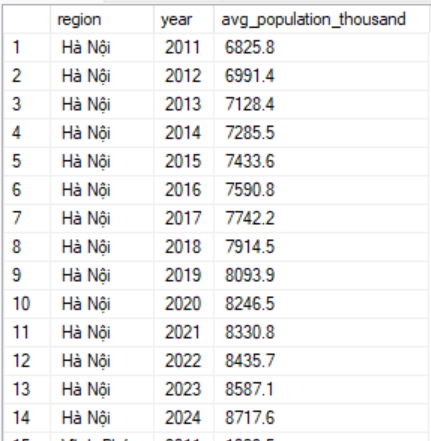 region year avg_population_thousand
1 Hà Nội 2011 6825.8
2 Hà Nội 2012 6991.4
3 Hà Nội 2013 7128.4
4 Hà Nội 2014 7285.5
5 Hà Nội 2015 7433.6
6 Hà Nội 2016 7590.8
7 Hà Nội 2017 7742.2
8 Hà Nội 2018 7914.5
9 Hà Nội 2019 8093.9
10 Hà Nội 2020 8246.5
11 Hà Nội 2021 8330.8
12 Hà Nội 2022 8435.7
13 Hà Nội 2023 8587.1
14 Hà Nội 2024 8717.6